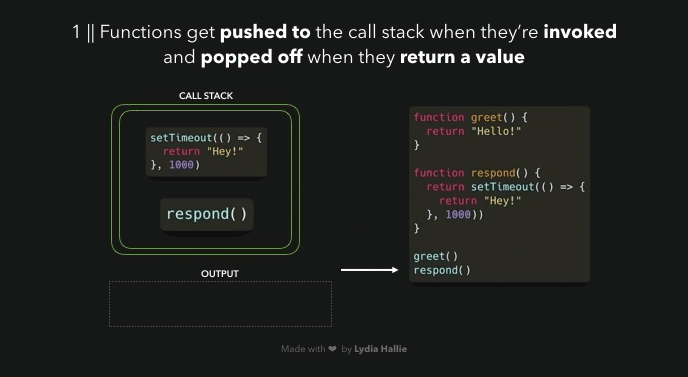 1 || Functions get pushed to the call stack when they're invoked
and popped off when they return a value
CALL STACK
setTimeout(() => {
  return "Hey!"
}, 1000)
respond()
OUTPUT
function greet() {
  return "Hello!"
}
function respond() {
  return setTimeout(() => {
    return "Hey!"
  }, 1000))
}
greet()
respond()
Made with ❤ by Lydia Hallie